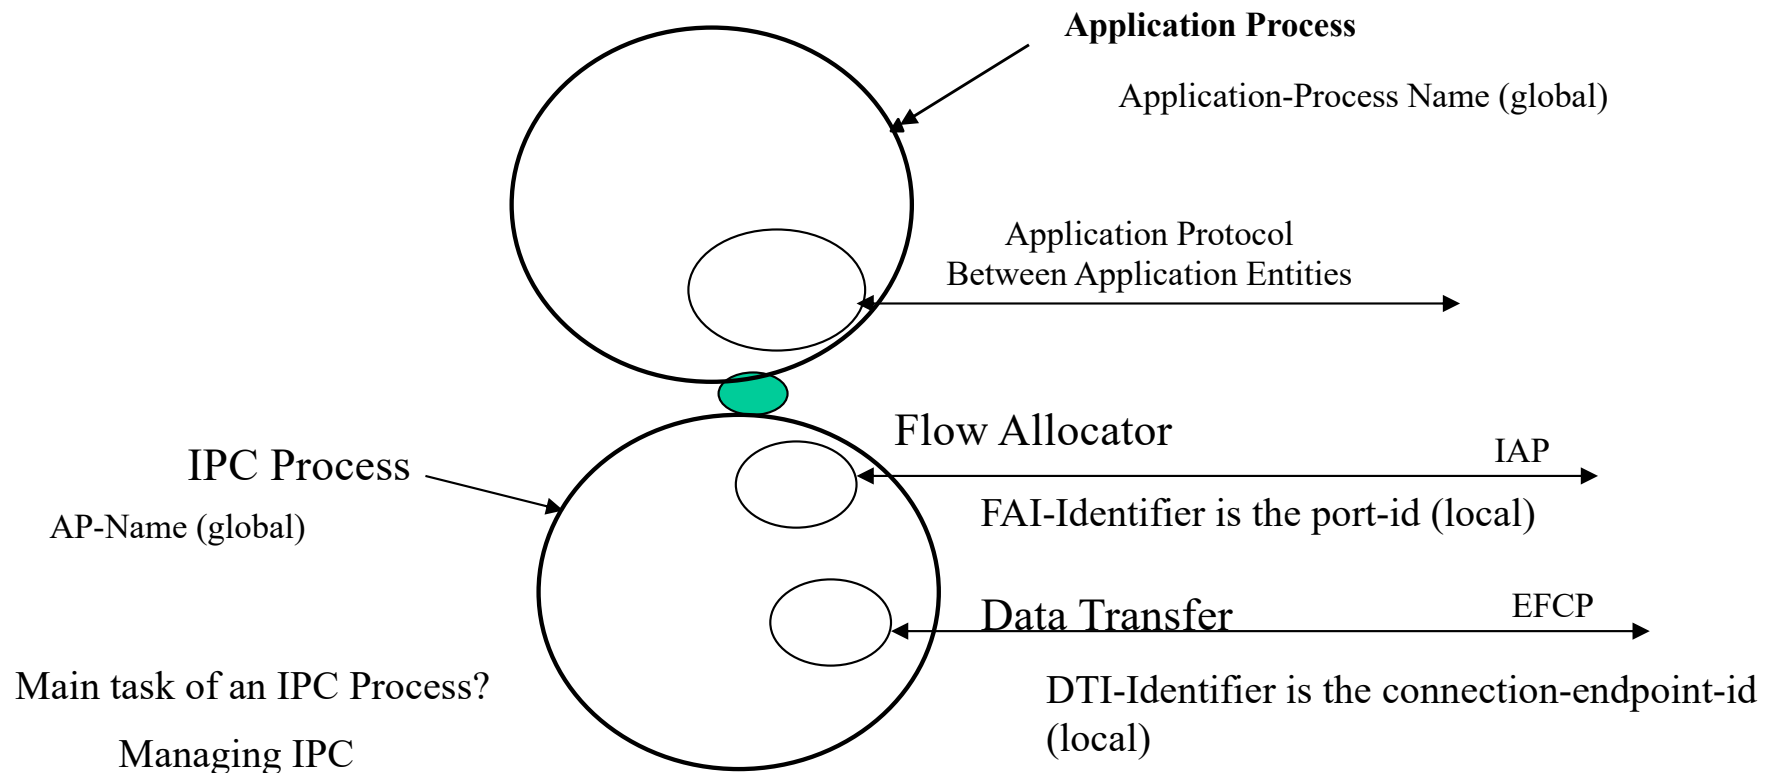 Application Process
Application-Process Name (global)
Application Protocol
Between Application Entities
Flow Allocator
IAP
IPC Process
FAI-Identifier is the port-id (local)
AP-Name (global)
Data Transfer
EFCP
Main task of an IPC Process?
DTI-Identifier is the connection-endpoint-id
(local)
Managing IPC